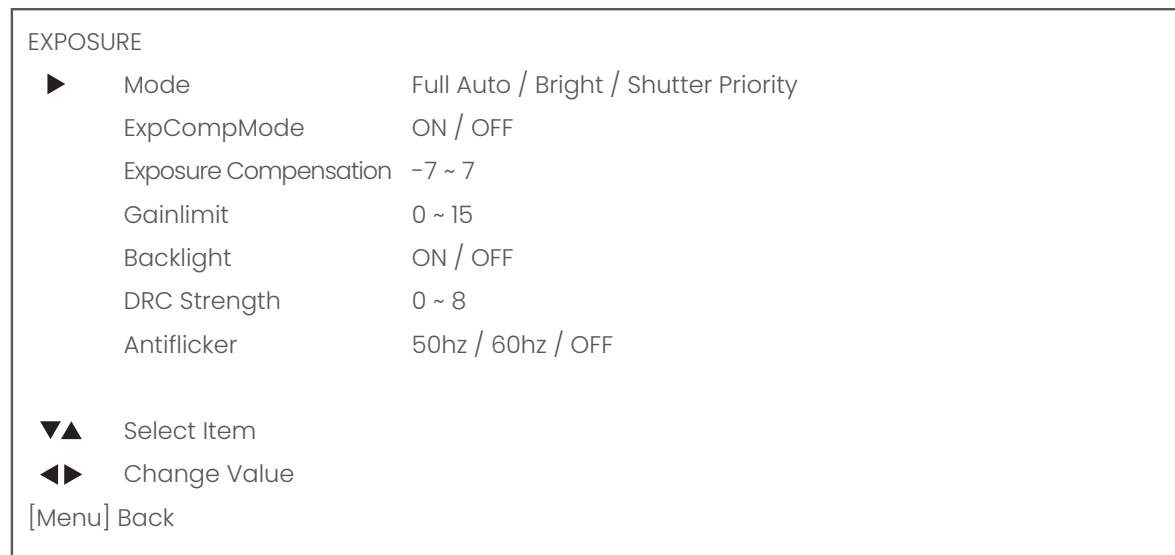 EXPOSURE
▶ Mode Full Auto / Bright / Shutter Priority
ExpCompMode ON / OFF
Exposure Compensation -7 ~ 7
Gainlimit 0 ~ 15
Backlight ON / OFF
DRC Strength 0 ~ 8
Antiflicker 50hz / 60hz / OFF
▼▲ Select Item
◀▶ Change Value
[Menu] Back